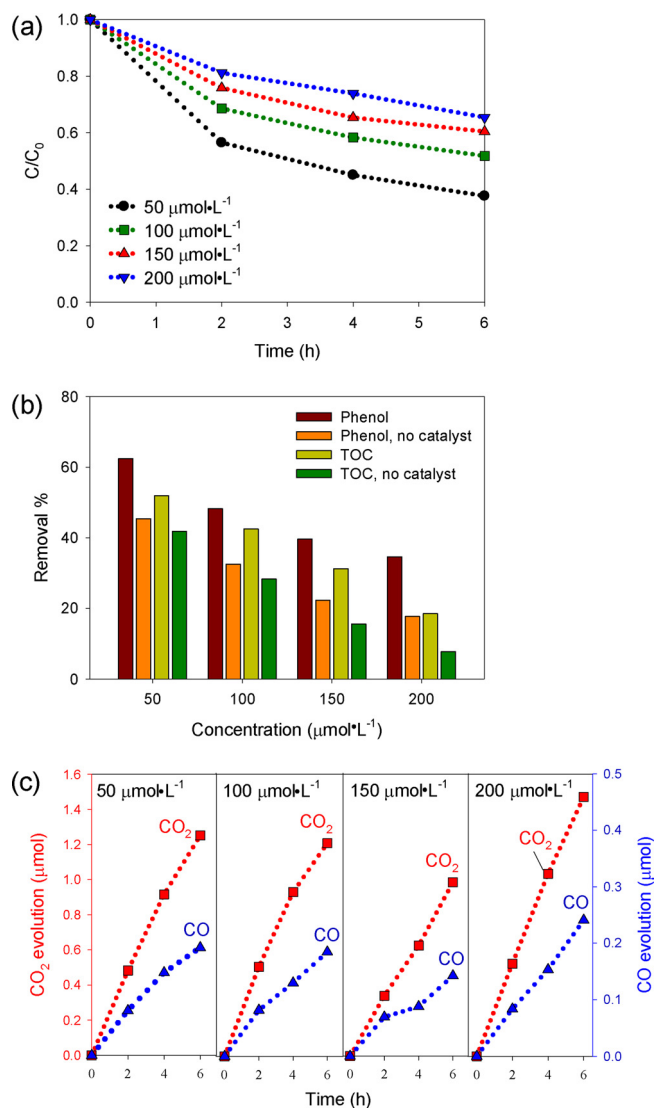 (a)
1.0
0.8
0.6
0.4
0.2
0.0
C/C0
50 μmol•L-1
100 μmol•L-1
150 μmol•L-1
200 μmol•L-1
0 1 2 3 4 5 6
Time (h)
(b)
80
60
40
20
0
Removal %
Phenol
Phenol, no catalyst
TOC
TOC, no catalyst
50 100 150 200
Concentration (μmol•L-1)
(c)
1.6
1.4
1.2
1.0
0.8
0.6
0.4
0.2
0.0
CO2 evolution (μmol)
50 μmol•L-1 100 μmol•L-1 150 μmol•L-1 200 μmol•L-1
CO2 CO2 CO2 CO2
CO CO CO CO
0.5
0.4
0.3
0.2
0.1
0.0
CO evolution (μmol)
0 2 4 6 0 2 4 6 0 2 4 6 0 2 4 6
Time (h)